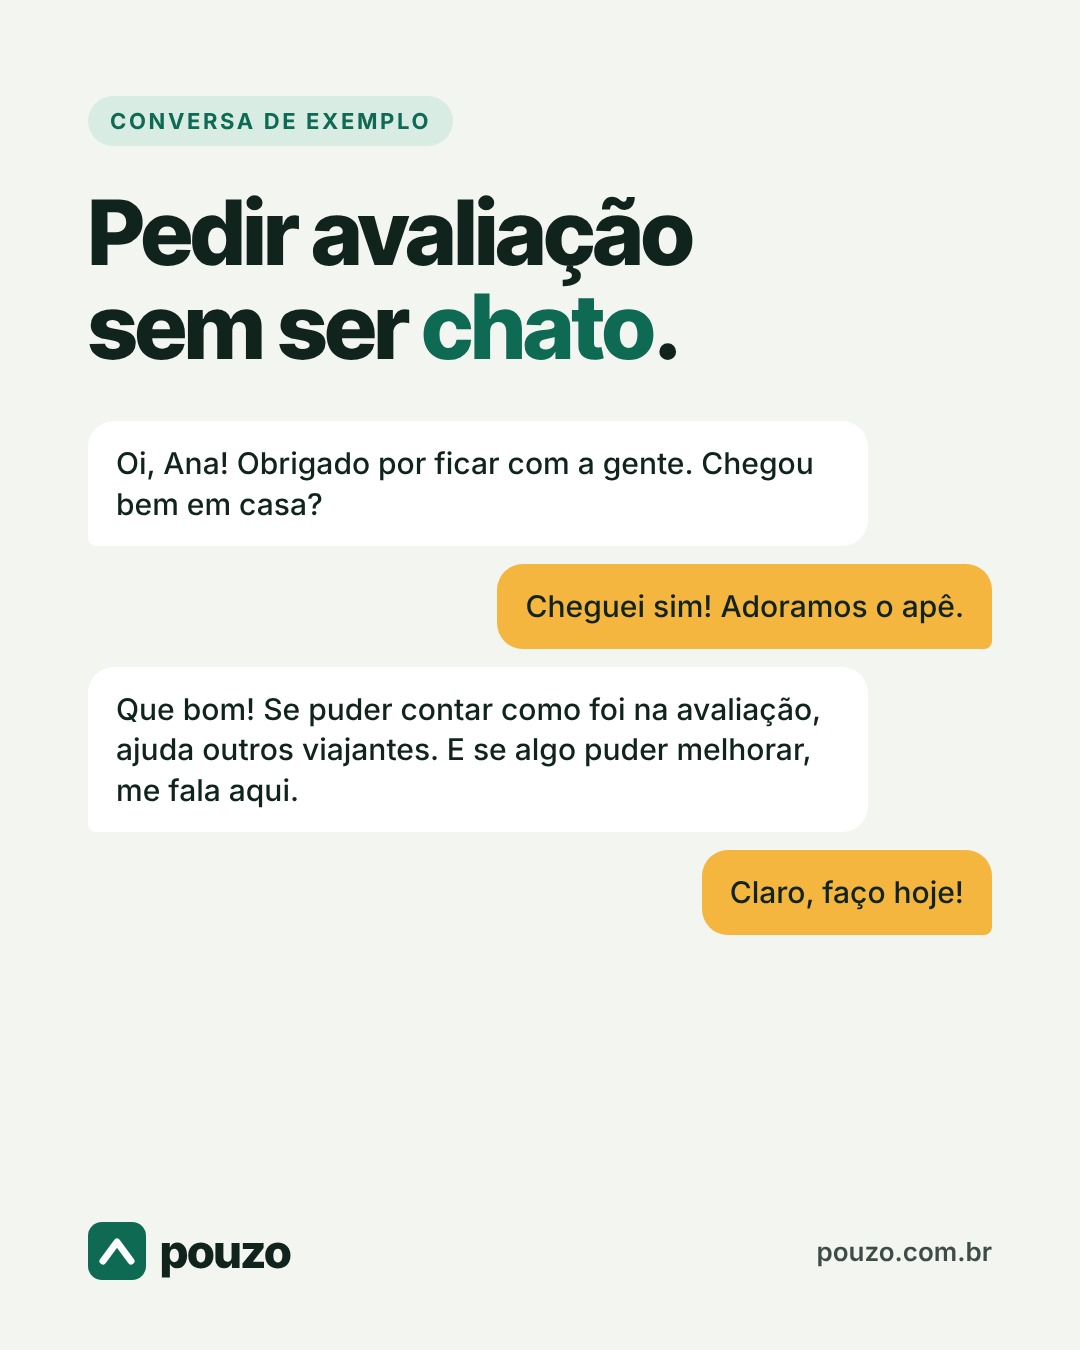 CONVERSA DE EXEMPLO
Pedir avaliação
sem ser chato.
Oi, Ana! Obrigado por ficar com a gente. Chegou
bem em casa?
Cheguei sim! Adoramos o apê.
Que bom! Se puder contar como foi na avaliação,
ajuda outros viajantes. E se algo puder melhorar,
me fala aqui.
Claro, faço hoje!
pouzo
pouzo.com.br